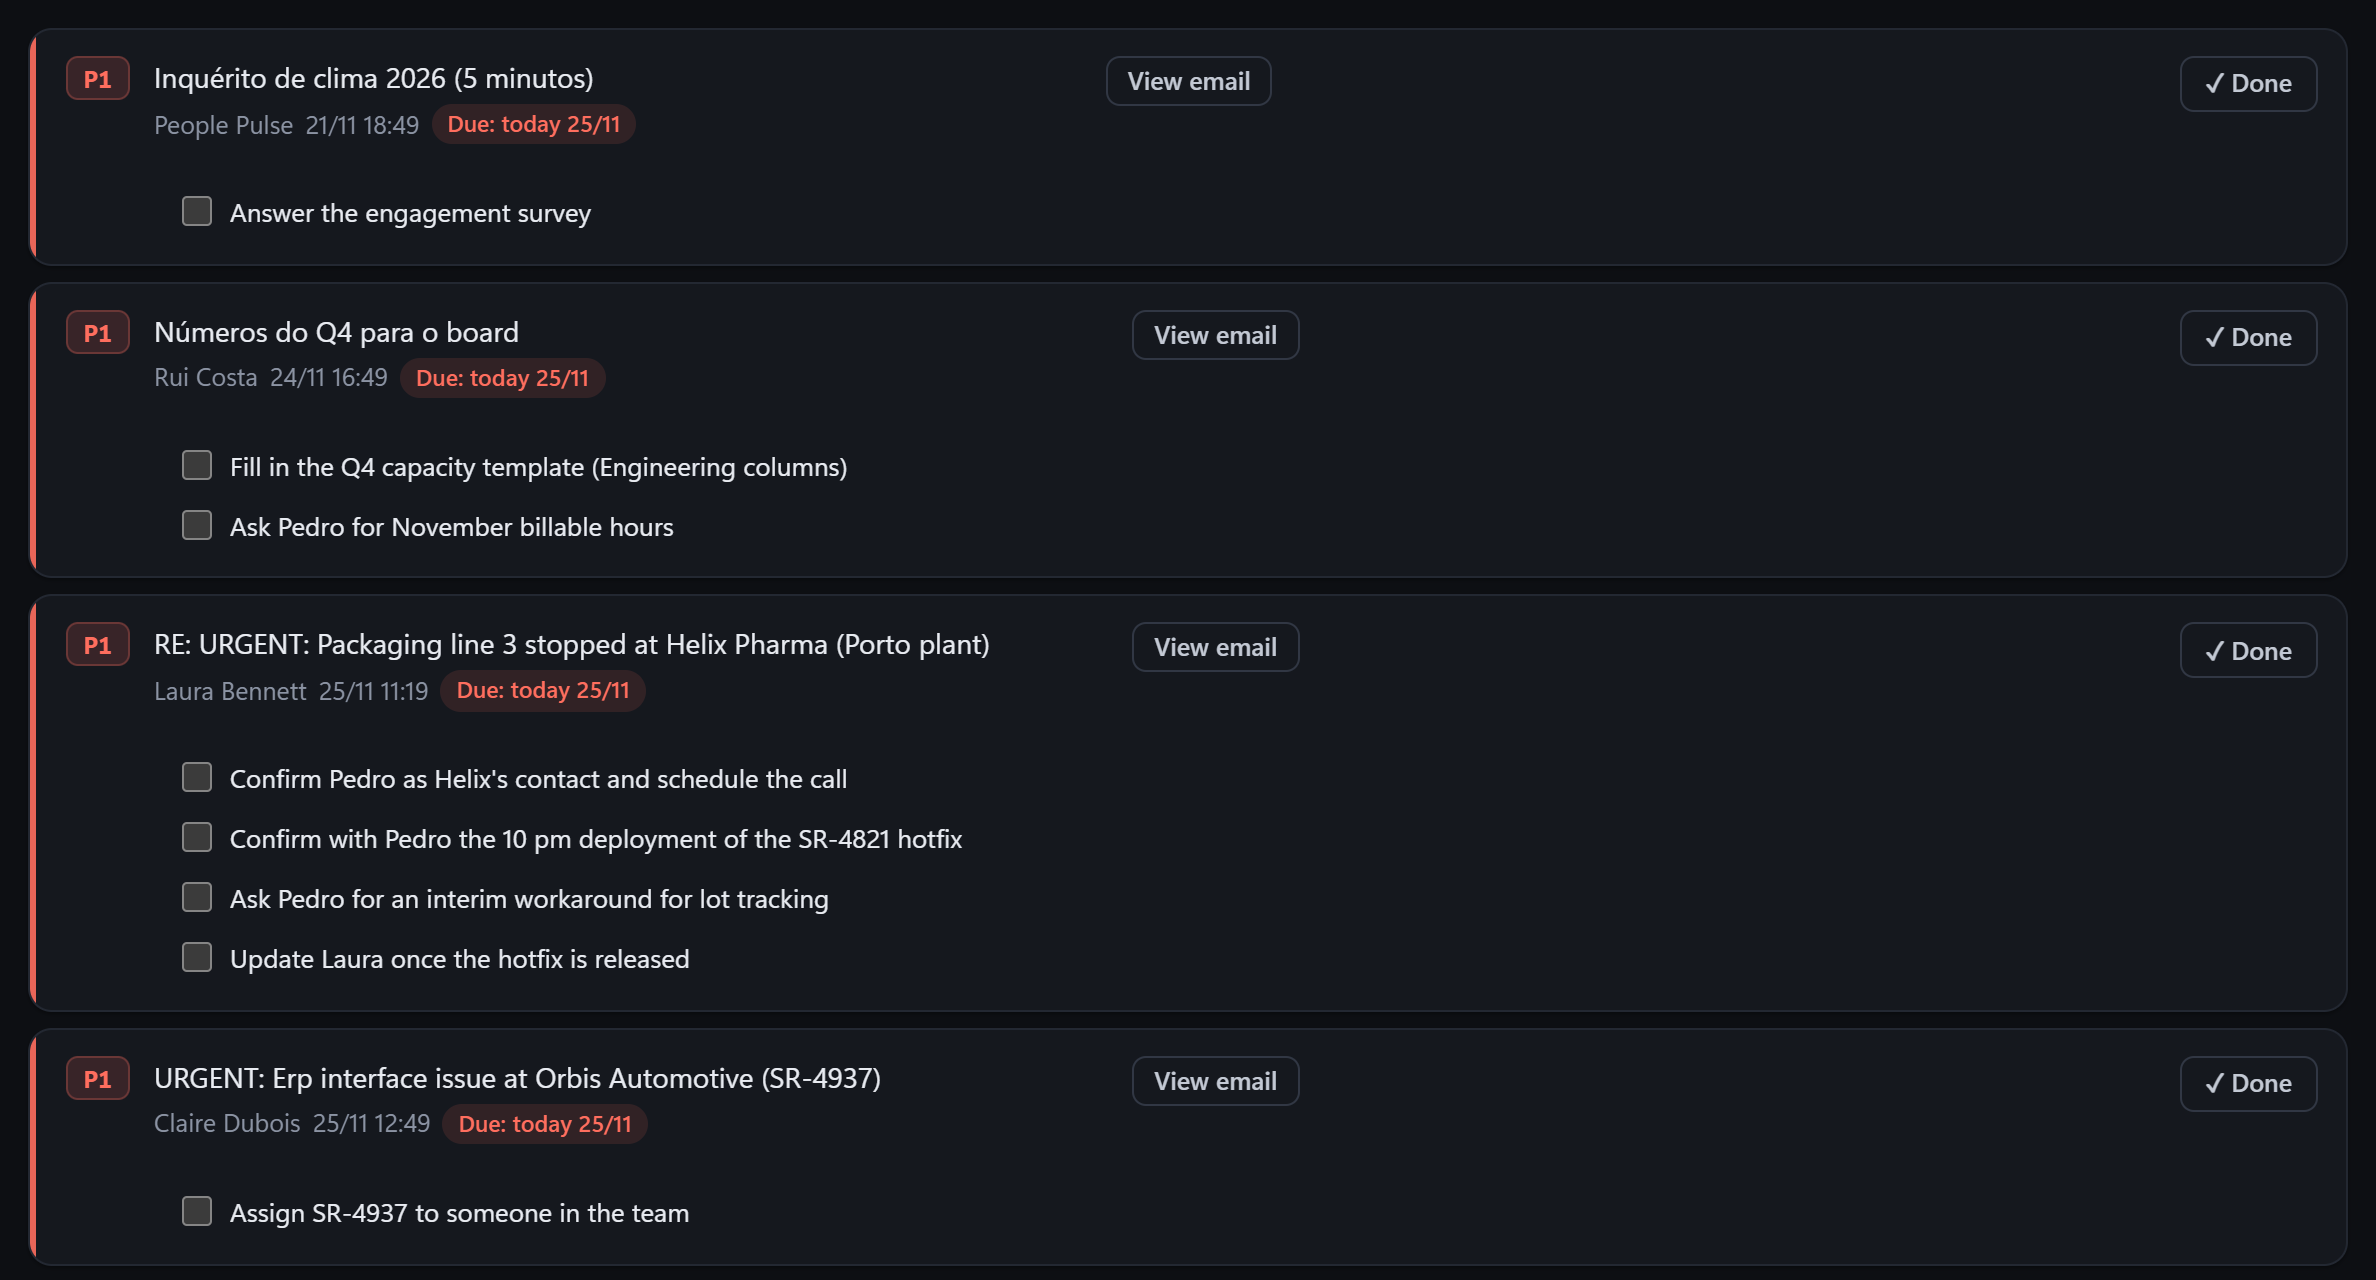 P1 Inquérito de clima 2026 (5 minutos) View email ✓ Done
People Pulse 21/11 18:49 Due: today 25/11
Answer the engagement survey
P1 Números do Q4 para o board View email ✓ Done
Rui Costa 24/11 16:49 Due: today 25/11
Fill in the Q4 capacity template (Engineering columns)
Ask Pedro for November billable hours
P1 RE: URGENT: Packaging line 3 stopped at Helix Pharma (Porto plant) View email ✓ Done
Laura Bennett 25/11 11:19 Due: today 25/11
Confirm Pedro as Helix's contact and schedule the call
Confirm with Pedro the 10 pm deployment of the SR-4821 hotfix
Ask Pedro for an interim workaround for lot tracking
Update Laura once the hotfix is released
P1 URGENT: Erp interface issue at Orbis Automotive (SR-4937) View email ✓ Done
Claire Dubois 25/11 12:49 Due: today 25/11
Assign SR-4937 to someone in the team